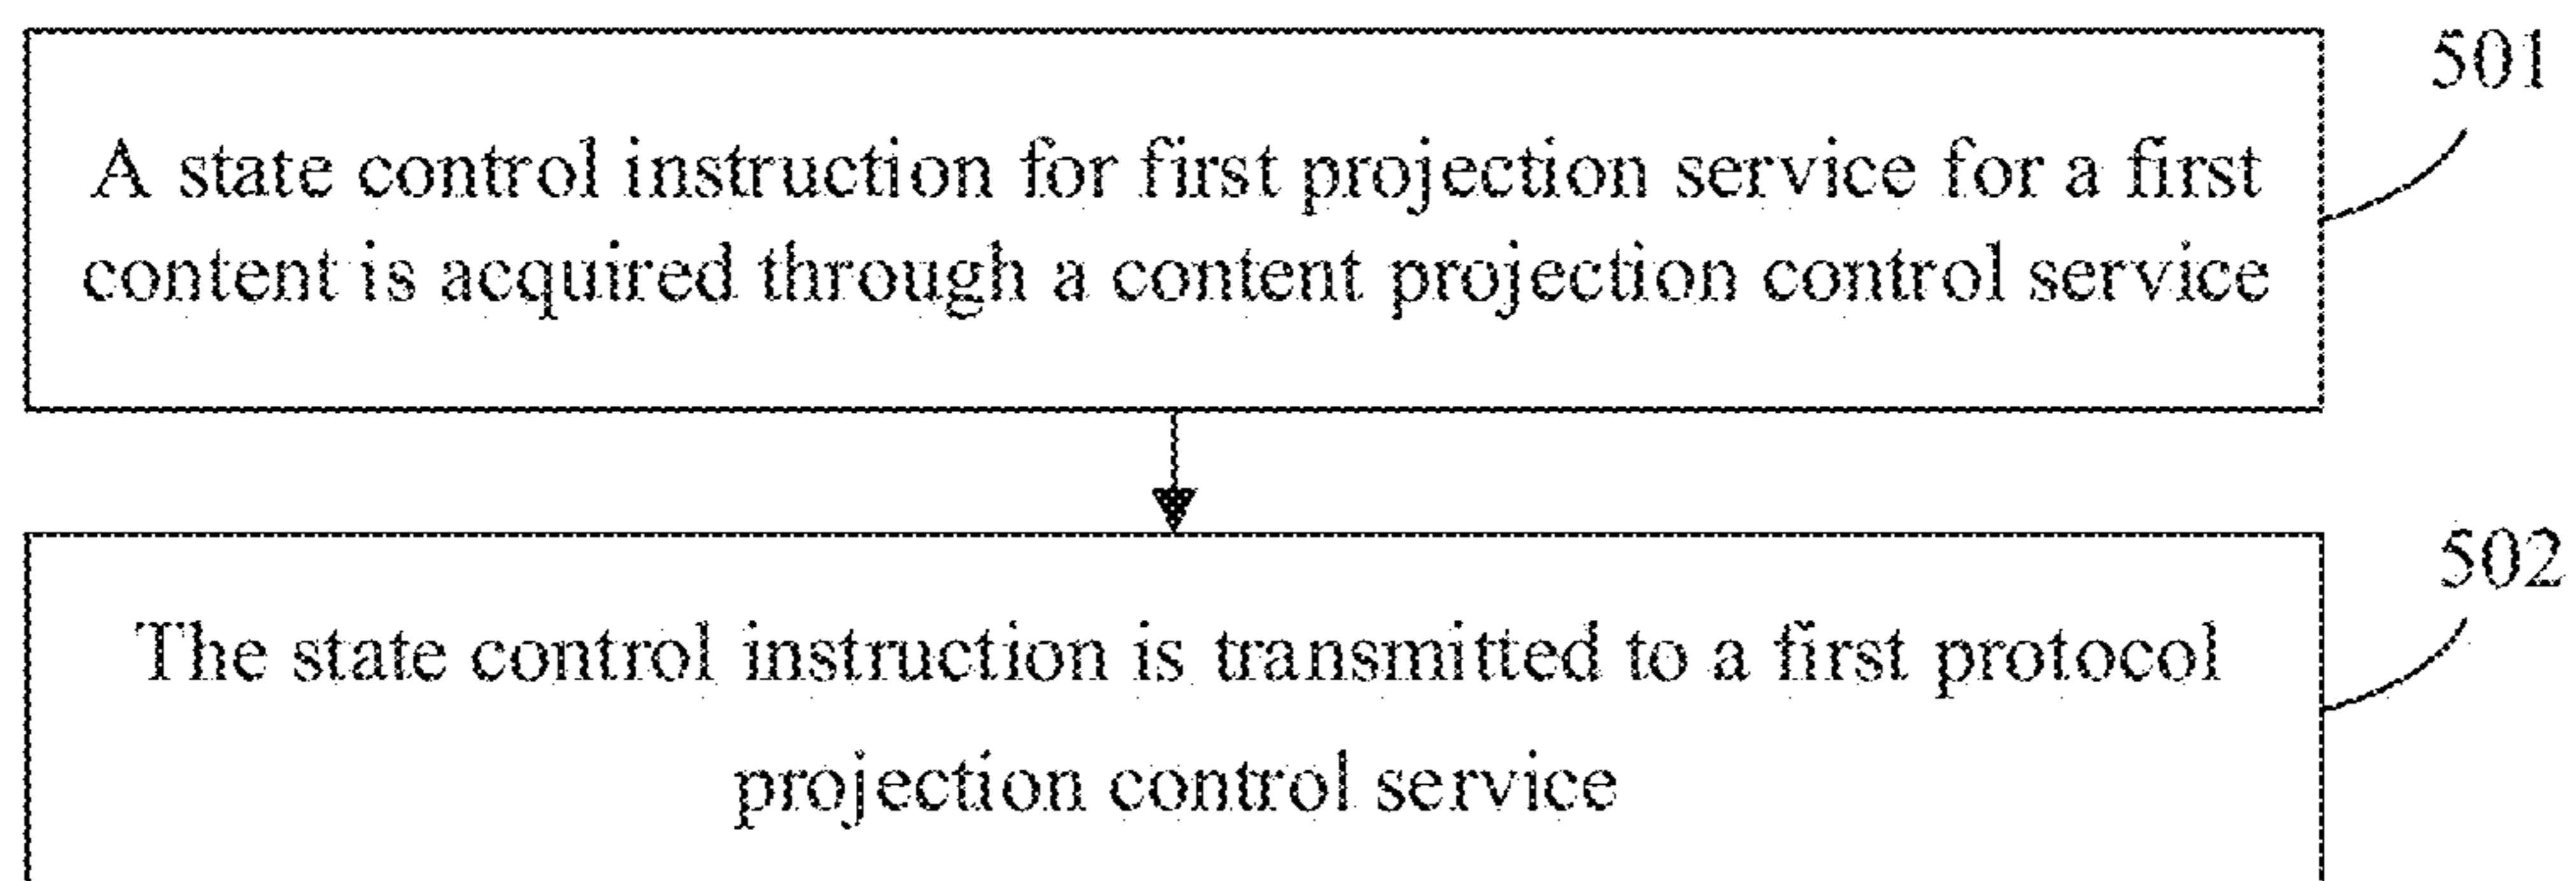 501
A state control instruction for first projection service for a first
content is acquired through a content projection control service
502
The state control instruction is transmitted to a first protocol
projection control service